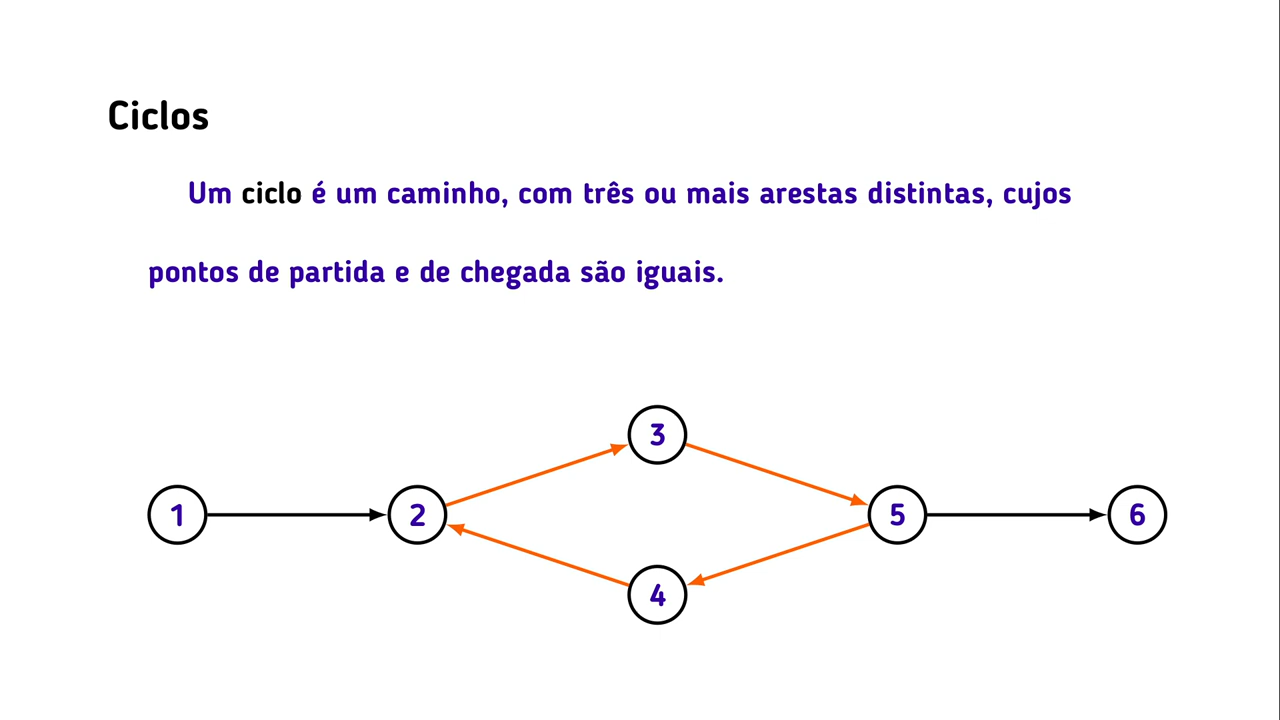 Ciclos
Um ciclo é um caminho, com três ou mais arestas distintas, cujos
pontos de partida e de chegada são iguais.
3
1 2 5 6
4